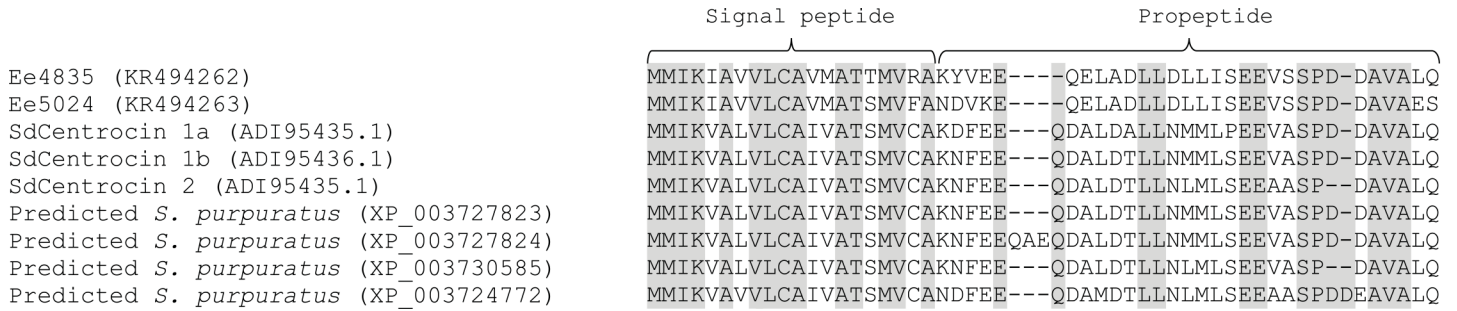 Signal peptide Propeptide
Ee4835 (KR494262) MMIKIAVVLCAVMATTMVRAKYVEE----QELADLLDLLISEEVSSPD-DAVALQ
Ee5024 (KR494263) MMIKIAVVLCAVMATSMVFANDVKE----QELADLLDLLISEEVSSPD-DAVAES
SdCentrocin 1a (ADI95435.1) MMIKVALVLCAIVATSMVCAKDFEE---QDALDALLNMMLPEEVASPD-DAVALQ
SdCentrocin 1b (ADI95436.1) MMIKVALVLCAIVATSMVCAKNFEE---QDALDTLLNMMLSEEVASPD-DAVALQ
SdCentrocin 2 (ADI95435.1) MMIKVALVLCAIVATSMVCAKNFEE---QDALDTLLNLMLSEEAASP--DAVALQ
Predicted S. purpuratus (XP_003727823) MMIKVALVLCAIVATSMVCAKNFEE---QDALDTLLNMMLSEEVASPD-DAVALQ
Predicted S. purpuratus (XP_003727824) MMIKVALVLCAIVATSMVCAKNFEEQAEQDALDTLLNMMLSEEVASPD-DAVALQ
Predicted S. purpuratus (XP_003730585) MMIKVALVLCAIVATSMVCAKNFEE---QDALDTLLNLMLSEEVASP--DAVALQ
Predicted S. purpuratus (XP_003724772) MMIKVAVVLCAIVATSMVCANDFEE---QDAMDTLLNLMLSEEAASPDDEAVALQ